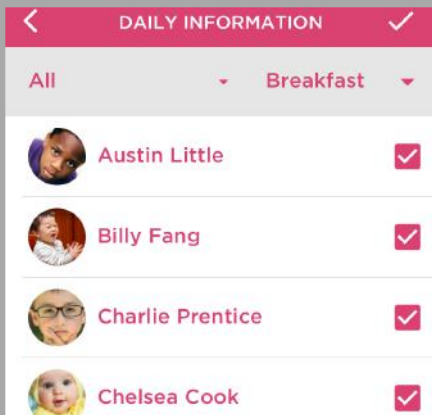 DAILY INFORMATION
All Breakfast
Austin Little
Billy Fang
Charlie Prentice
Chelsea Cook